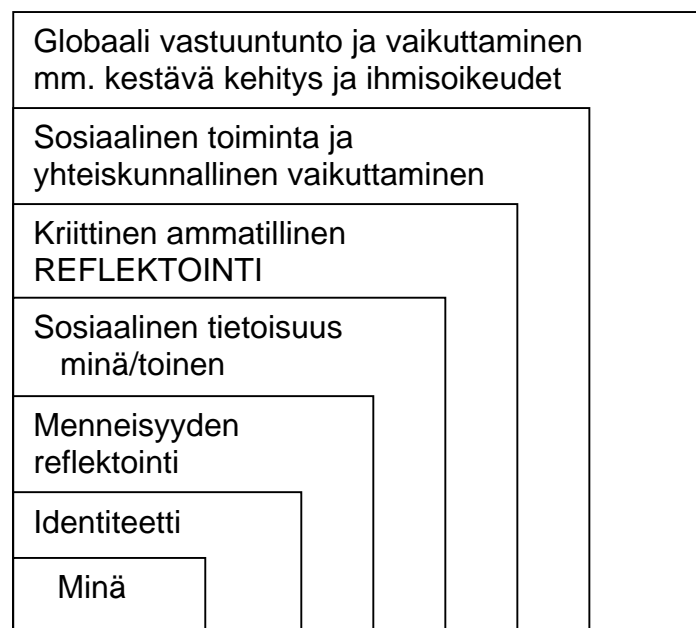 Globaali vastuuntunto ja vaikuttaminen
mm. kestävä kehitys ja ihmisoikeudet
Sosiaalinen toiminta ja
yhteiskunnallinen vaikuttaminen
Kriittinen ammatillinen
REFLEKTOINTI
Sosiaalinen tietoisuus
minä/toinen
Menneisyyden
reflektointi
Identiteetti
Minä